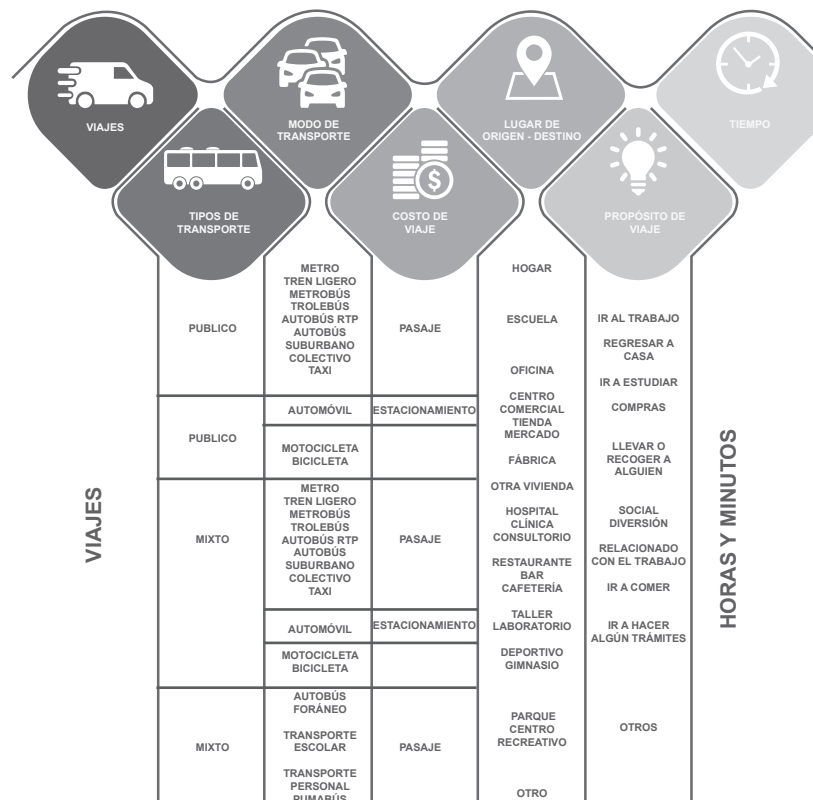 VIAJES
MODO DE
TRANSPORTE
LUGAR DE
ORIGEN - DESTINO
TIEMPO
TIPOS DE
TRANSPORTE
$
COSTO DE
VIAJE
PROPÓSITO DE
VIAJE
VIAJES
PUBLICO
METRO
TREN LIGERO
METROBÚS
TROLEBÚS
AUTOBÚS RTP
AUTOBÚS
SUBURBANO
COLECTIVO
TAXI
PASAJE
PUBLICO
AUTOMÓVIL
ESTACIONAMIENTO
MOTOCICLETA
BICICLETA
MIXTO
METRO
TREN LIGERO
METROBÚS
TROLEBÚS
AUTOBÚS RTP
AUTOBÚS
SUBURBANO
COLECTIVO
TAXI
PASAJE
AUTOMÓVIL
ESTACIONAMIENTO
MOTOCICLETA
BICICLETA
MIXTO
AUTOBÚS
FORÁNEO
TRANSPORTE
ESCOLAR
TRANSPORTE
PERSONAL
PUMABÚS
PASAJE
HOGAR
ESCUELA
OFICINA
CENTRO
COMERCIAL
TIENDA
MERCADO
FÁBRICA
OTRA VIVIENDA
HOSPITAL
CLÍNICA
CONSULTORIO
RESTAURANTE
BAR
CAFETERÍA
TALLER
LABORATORIO
DEPORTIVO
GIMNASIO
PARQUE
CENTRO
RECREATIVO
OTRO
IR AL TRABAJO
REGRESAR A
CASA
IR A ESTUDIAR
COMPRAS
LLEVAR O
RECOGER A
ALGUIEN
SOCIAL
DIVERSIÓN
RELACIONADO
CON EL TRABAJO
IR A COMER
IR A HACER
ALGÚN TRÁMITES
OTROS
HORAS Y MINUTOS